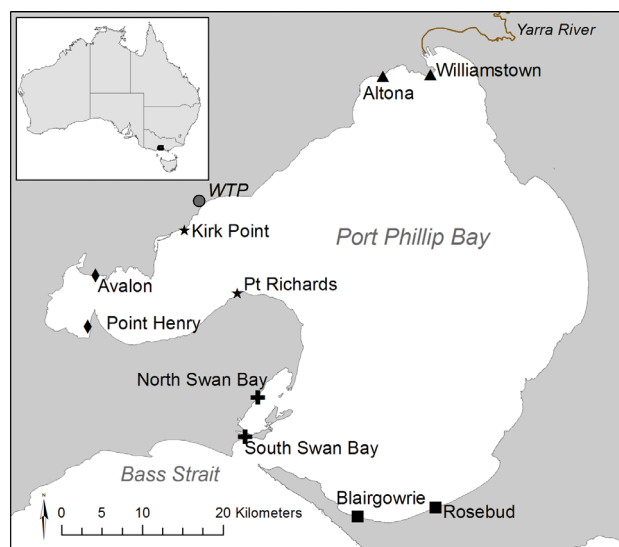 Yarra River
Williamstown
Altona
WTP
Kirk Point
Port Phillip Bay
Avalon
Pt Richards
Point Henry
North Swan Bay
South Swan Bay
Bass Strait
Blairgowrie
Rosebud
N
0 5 10 20 Kilometers